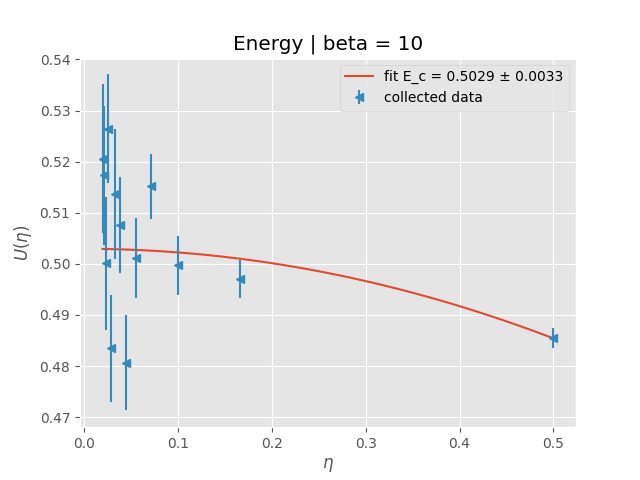 Energy | beta = 10
fit E_c = 0.5029 ± 0.0033
collected data
0.54
0.53
0.52
0.51
0.50
0.49
0.48
0.47
U(η)
0.0 0.1 0.2 0.3 0.4 0.5
η